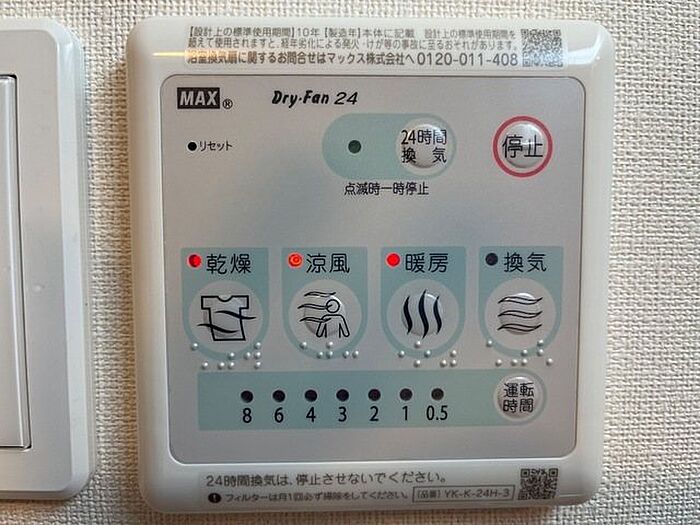 【設計上の標準使用期間】10年【製造年】本体に記載 設計上の標準使用期間を
超えて使用されますと、経年劣化による発火・けが等の事故に至るおそれがあります。
浴室換気扇に関するお問合せはマックス株式会社へ 0120-011-408
MAX® Dry・Fan 24
リセット
24時間
換気
停止
点滅時一時停止
乾燥 涼風 暖房 換気
8 6 4 3 2 1 0.5
運転
時間
24時間換気は、停止させないでください。
フィルターは月1回必ず掃除をしてください。 [品番] YK-K-24H-3